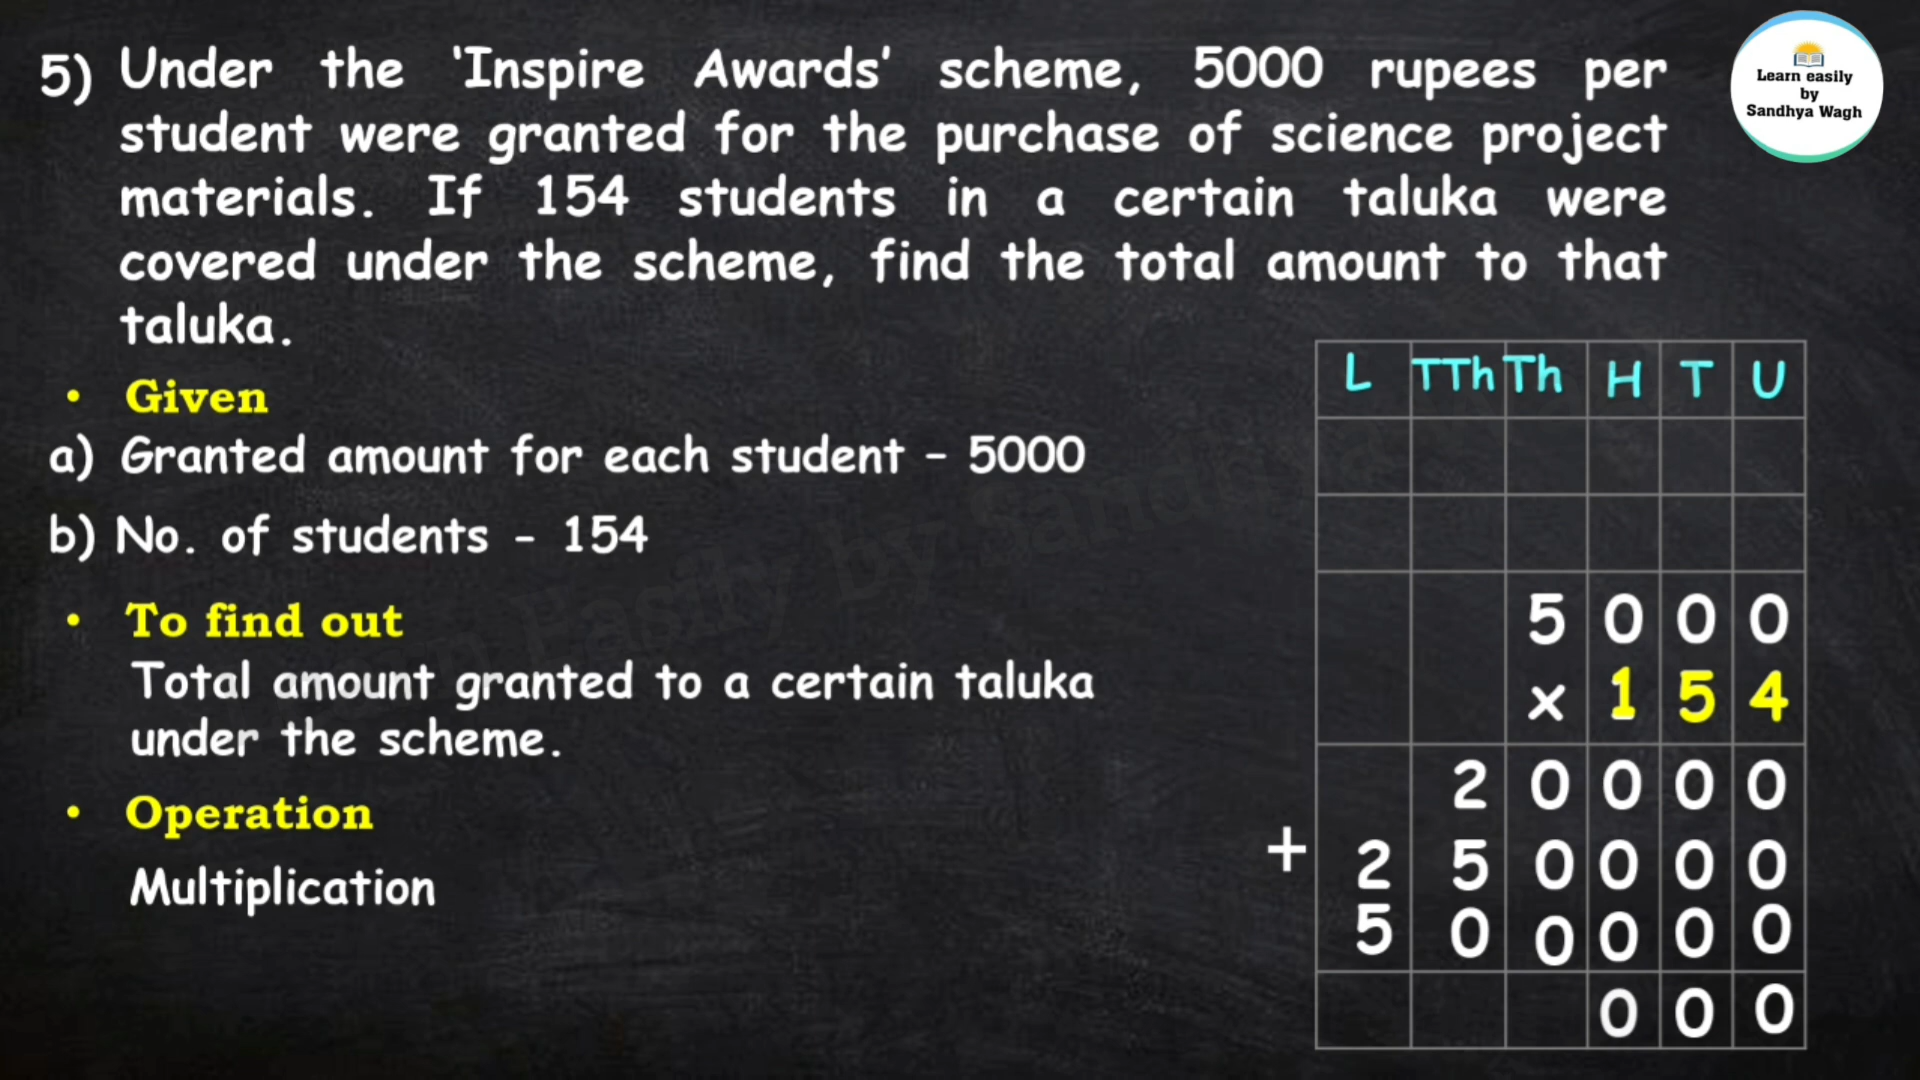 5) Under the ‘Inspire Awards’ scheme, 5000 rupees per
student were granted for the purchase of science project
materials. If 154 students in a certain taluka were
covered under the scheme, find the total amount to that
taluka.
Learn easily
by
Sandhya Wagh
• Given
a) Granted amount for each student - 5000
b) No. of students - 154
• To find out
Total amount granted to a certain taluka
under the scheme.
• Operation
Multiplication
L TTh Th H T U
5 0 0 0
x 1 5 4
2 0 0 0 0
+ 2 5 0 0 0 0
5 0 0 0 0 0
0 0 0